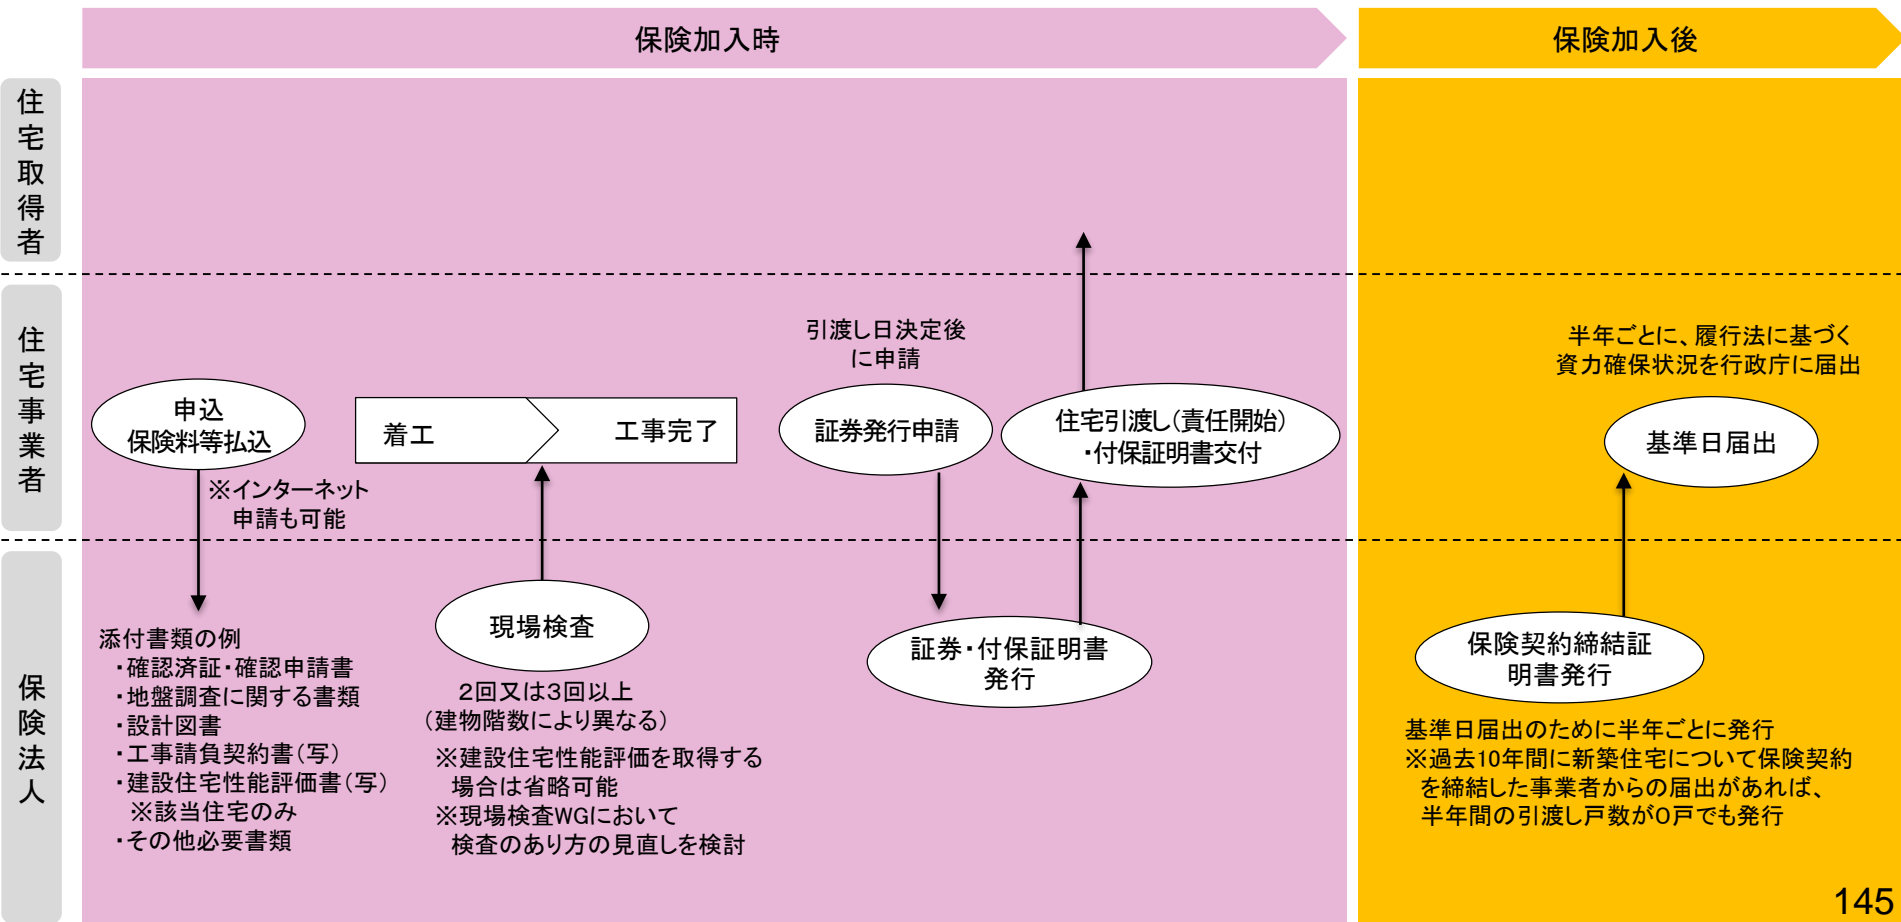 保険加入時
保険加入後
住宅取得者
住宅事業者
保険法人
引渡し日決定後
に申請
半年ごとに、履行法に基づく
資力確保状況を行政庁に届出
申込
保険料等払込
着工
工事完了
証券発行申請
住宅引渡し（責任開始）
・付保証明書交付
基準日届出
※インターネット
申請も可能
現場検査
証券・付保証明書
発行
保険契約締結証
明書発行
添付書類の例
・確認済証・確認申請書
・地盤調査に関する書類
・設計図書
・工事請負契約書（写）
・建設住宅性能評価書（写）
※該当住宅のみ
・その他必要書類
２回又は３回以上
（建物階数により異なる）
※建設住宅性能評価を取得する
場合は省略可能
※現場検査WGにおいて
検査のあり方の見直しを検討
基準日届出のために半年ごとに発行
※過去10年間に新築住宅について保険契約
を締結した事業者からの届出があれば、
半年間の引渡し戸数が0戸でも発行
145